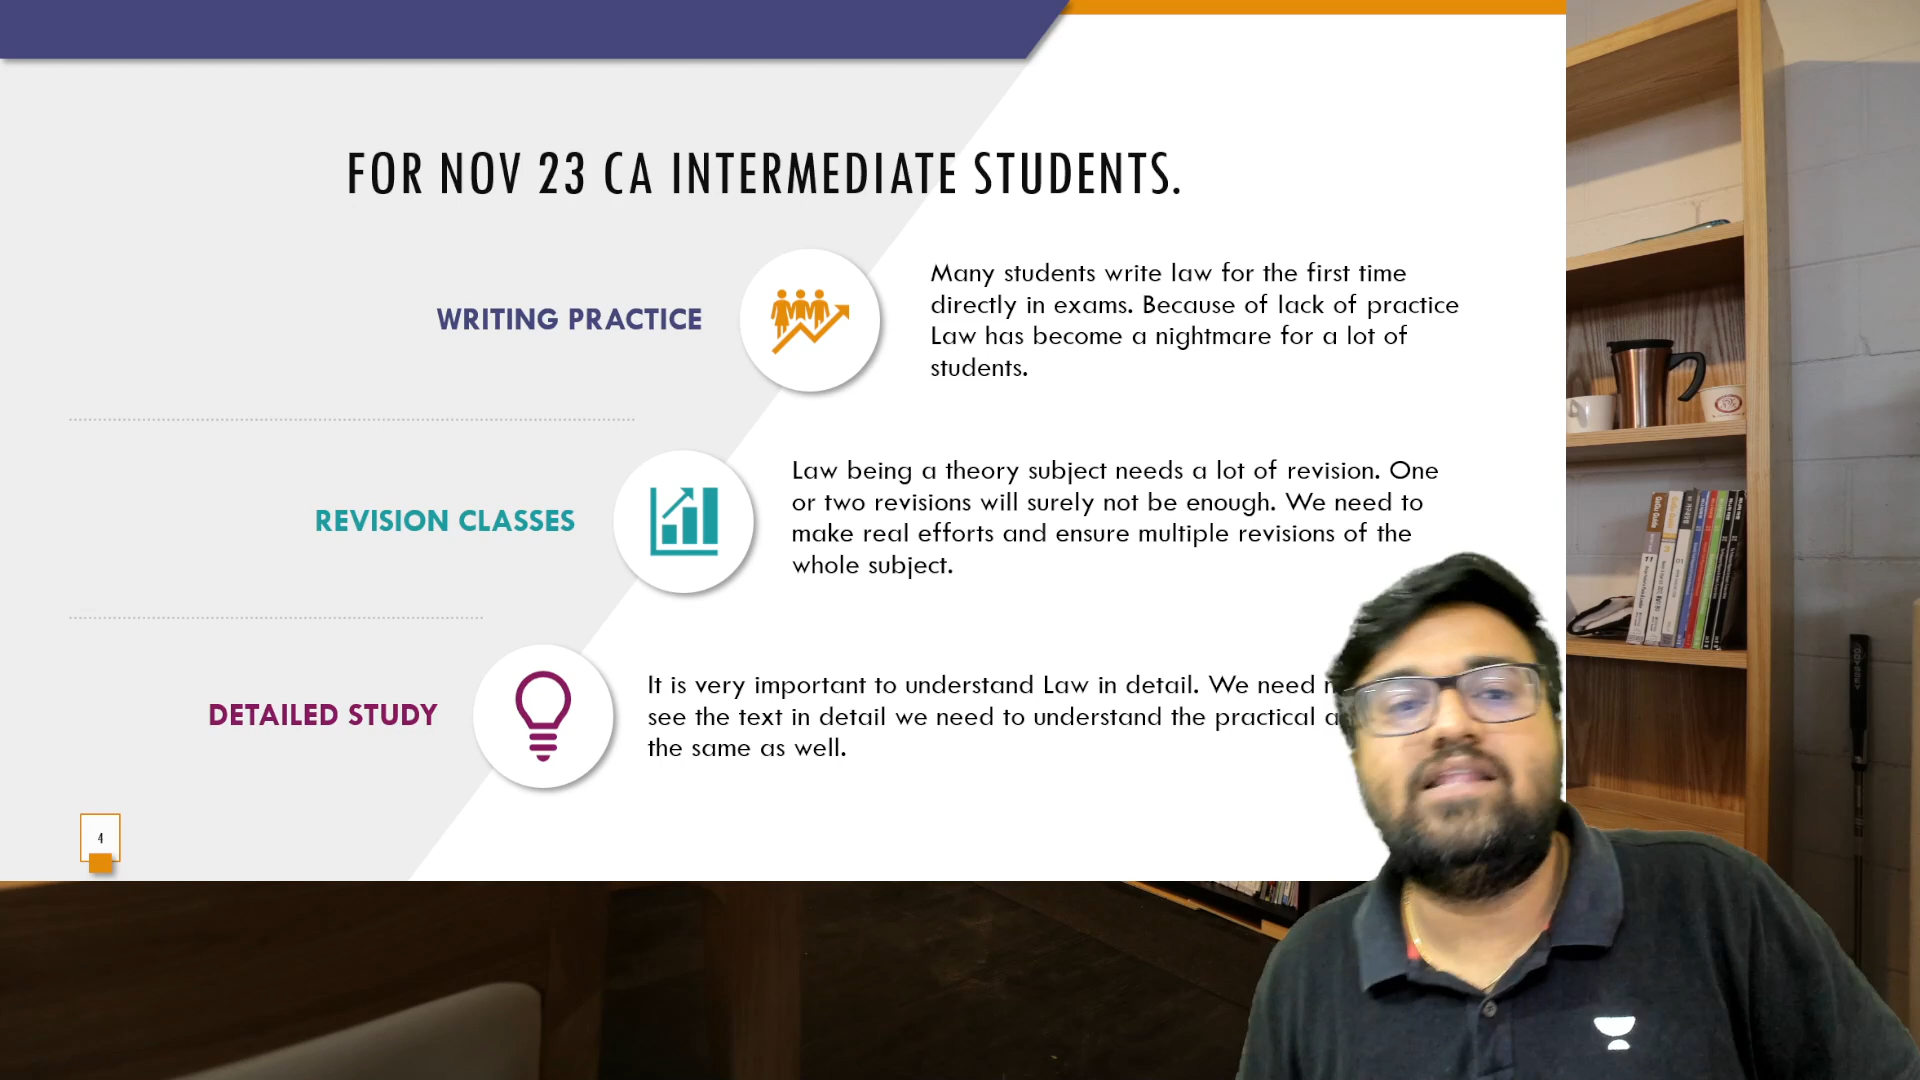 FOR NOV 23 CA INTERMEDIATE STUDENTS.
WRITING PRACTICE
Many students write law for the first time
directly in exams. Because of lack of practice
Law has become a nightmare for a lot of
students.
REVISION CLASSES
Law being a theory subject needs a lot of revision. One
or two revisions will surely not be enough. We need to
make real efforts and ensure multiple revisions of the
whole subject.
DETAILED STUDY
It is very important to understand Law in detail. We need
see the text in detail we need to understand the practical
the same as well.
4